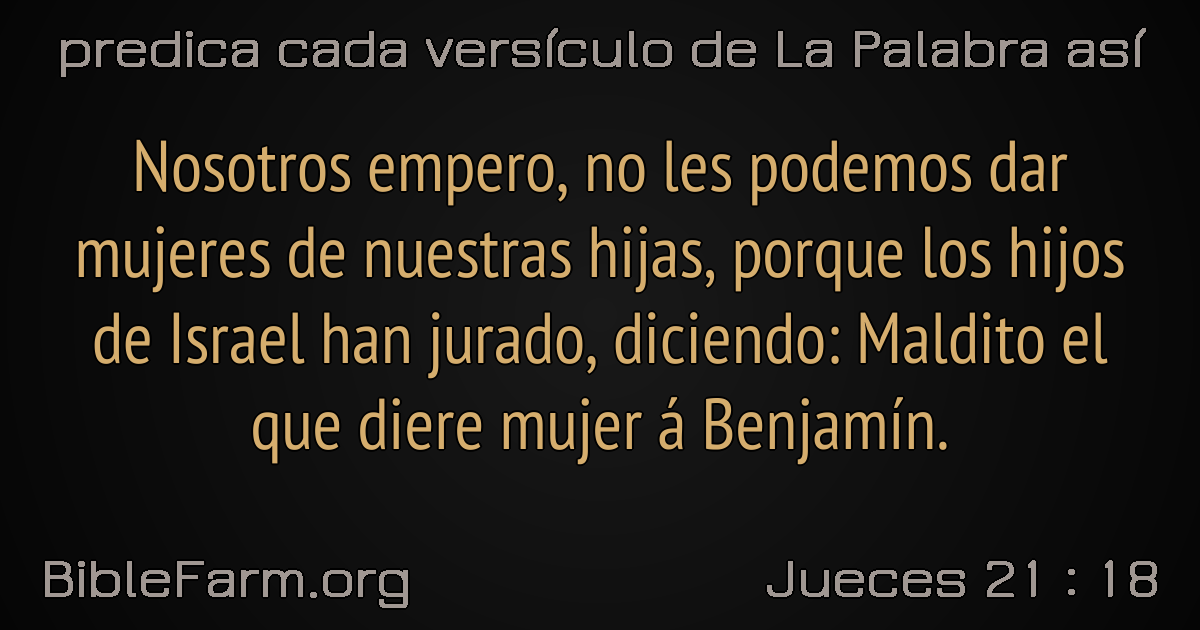 predica cada versículo de La Palabra así
Nosotros empero, no les podemos dar
mujeres de nuestras hijas, porque los hijos
de Israel han jurado, diciendo: Maldito el
que diere mujer á Benjamín.
BibleFarm.org
Jueces 21 : 18